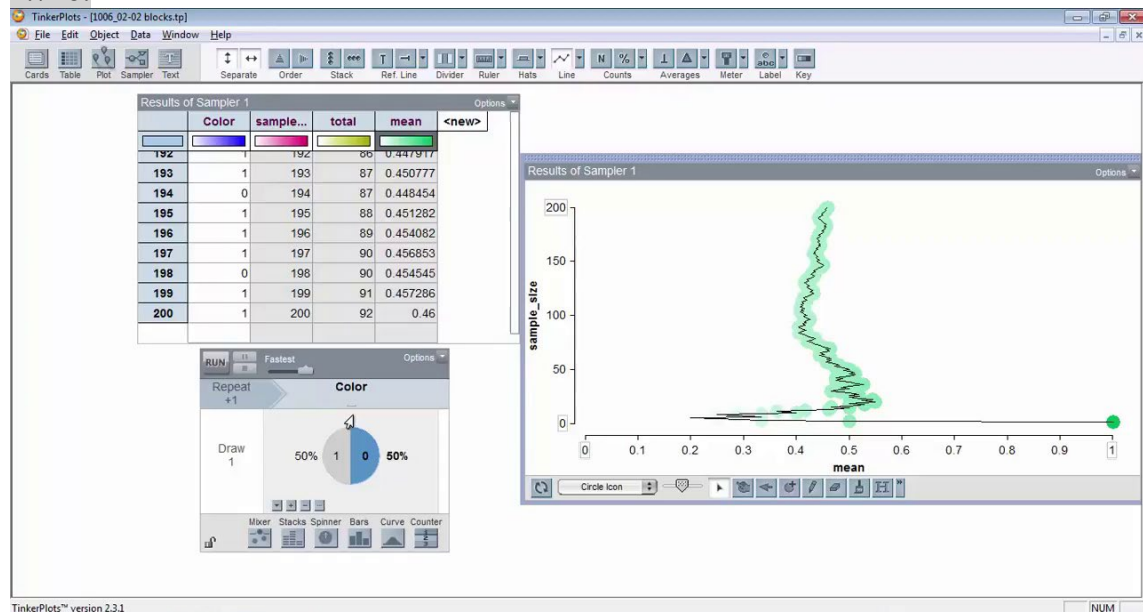 TinkerPlots - [1006_02-02 blocks.tp]
File Edit Object Data Window Help
Cards Table Plot Sampler Text Separate Order Stack Ref. Line Divider Ruler Hats Line Counts Averages Meter Label Key
Results of Sampler 1 Options
Color sample... total mean <new>
192 1 192 86 0.447917
193 1 193 87 0.450777
194 0 194 87 0.448454
195 1 195 88 0.451282
196 1 196 89 0.454082
197 1 197 90 0.456853
198 0 198 90 0.454545
199 1 199 91 0.457286
200 1 200 92 0.46
RUN Fastest Options
Repeat
+1
Color
Draw
1
50% 1 0 50%
Mixer Stacks Spinner Bars Curve Counter
Results of Sampler 1 Options
200
150
100
50
0
sample_size
0 0.1 0.2 0.3 0.4 0.5 0.6 0.7 0.8 0.9 1
mean
Circle Icon
TinkerPlots™ version 2.3.1 NUM